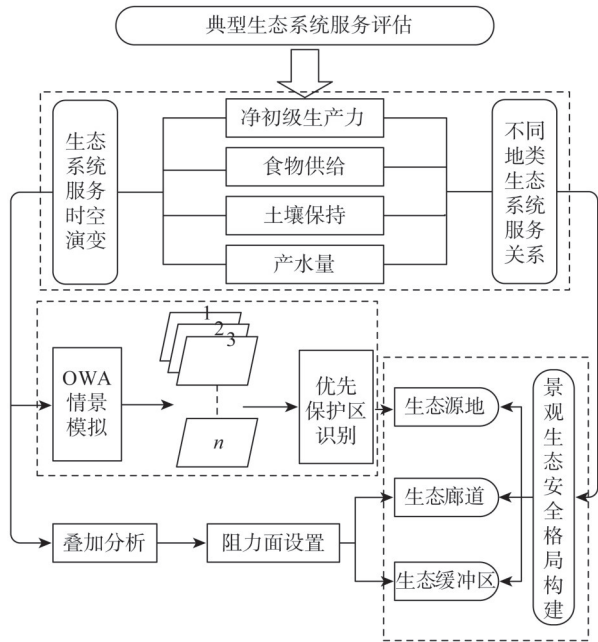 典型生态系统服务评估
生态
系统
服务
时空
演变
净初级生产力
食物供给
土壤保持
产水量
不同
地类
生态
系统
服务
关系
OWA
情景
模拟
1
2
3
n
优先
保护区
识别
生态源地
生态廊道
生态缓冲区
景观生态安全格局构建
叠加分析
阻力面设置